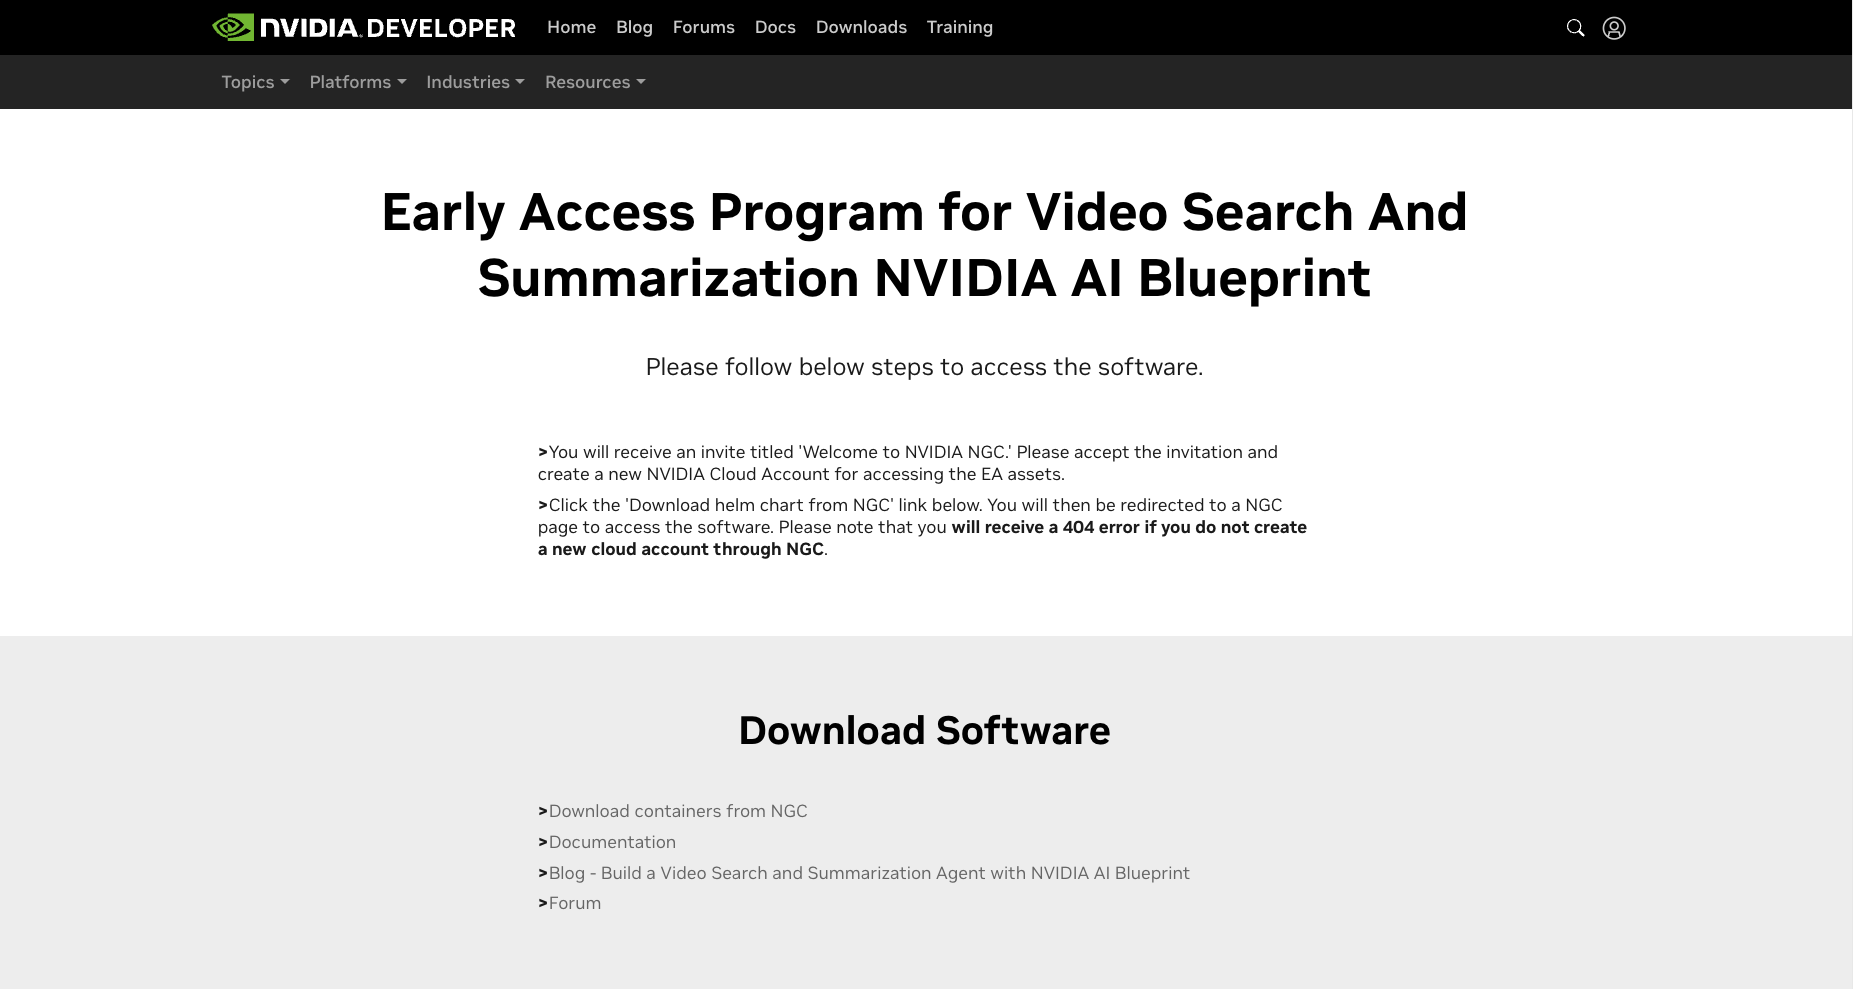 NVIDIA. DEVELOPER Home Blog Forums Docs Downloads Training
Topics Platforms Industries Resources
Early Access Program for Video Search And
Summarization NVIDIA AI Blueprint
Please follow below steps to access the software.
>You will receive an invite titled 'Welcome to NVIDIA NGC.' Please accept the invitation and
create a new NVIDIA Cloud Account for accessing the EA assets.
>Click the 'Download helm chart from NGC' link below. You will then be redirected to a NGC
page to access the software. Please note that you will receive a 404 error if you do not create
a new cloud account through NGC.
Download Software
>Download containers from NGC
>Documentation
>Blog - Build a Video Search and Summarization Agent with NVIDIA AI Blueprint
>Forum